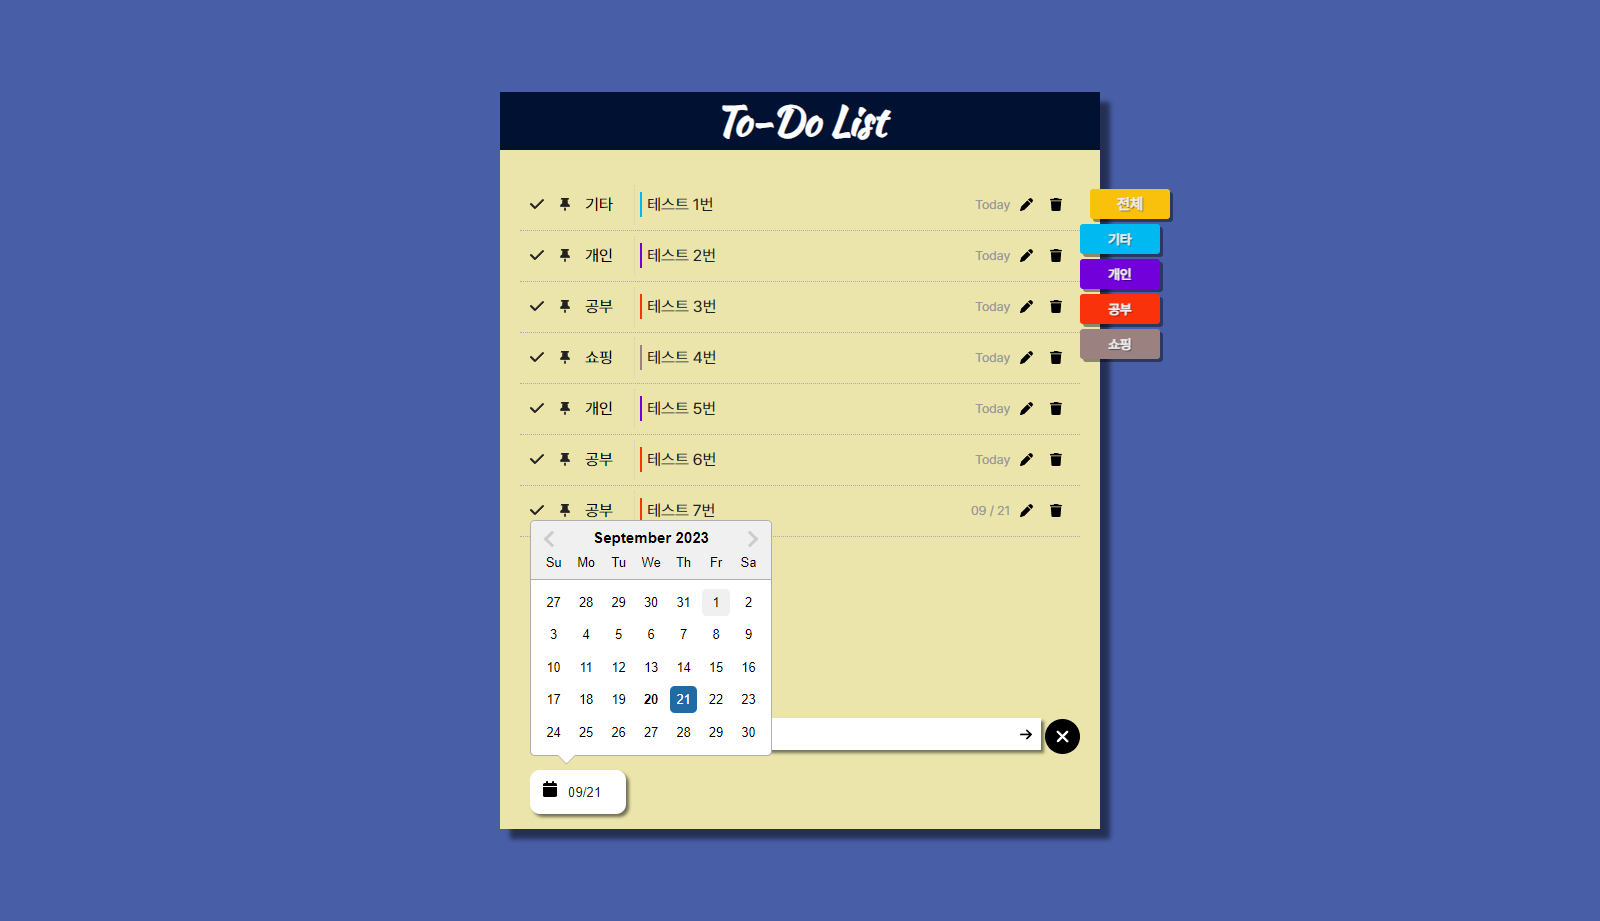 To-Do List
기타 테스트 1번 Today
개인 테스트 2번 Today
공부 테스트 3번 Today
쇼핑 테스트 4번 Today
개인 테스트 5번 Today
공부 테스트 6번 Today
공부 테스트 7번 09 / 21
전체
기타
개인
공부
쇼핑
September 2023
Su Mo Tu We Th Fr Sa
27 28 29 30 31 1 2
3 4 5 6 7 8 9
10 11 12 13 14 15 16
17 18 19 20 21 22 23
24 25 26 27 28 29 30
09/21